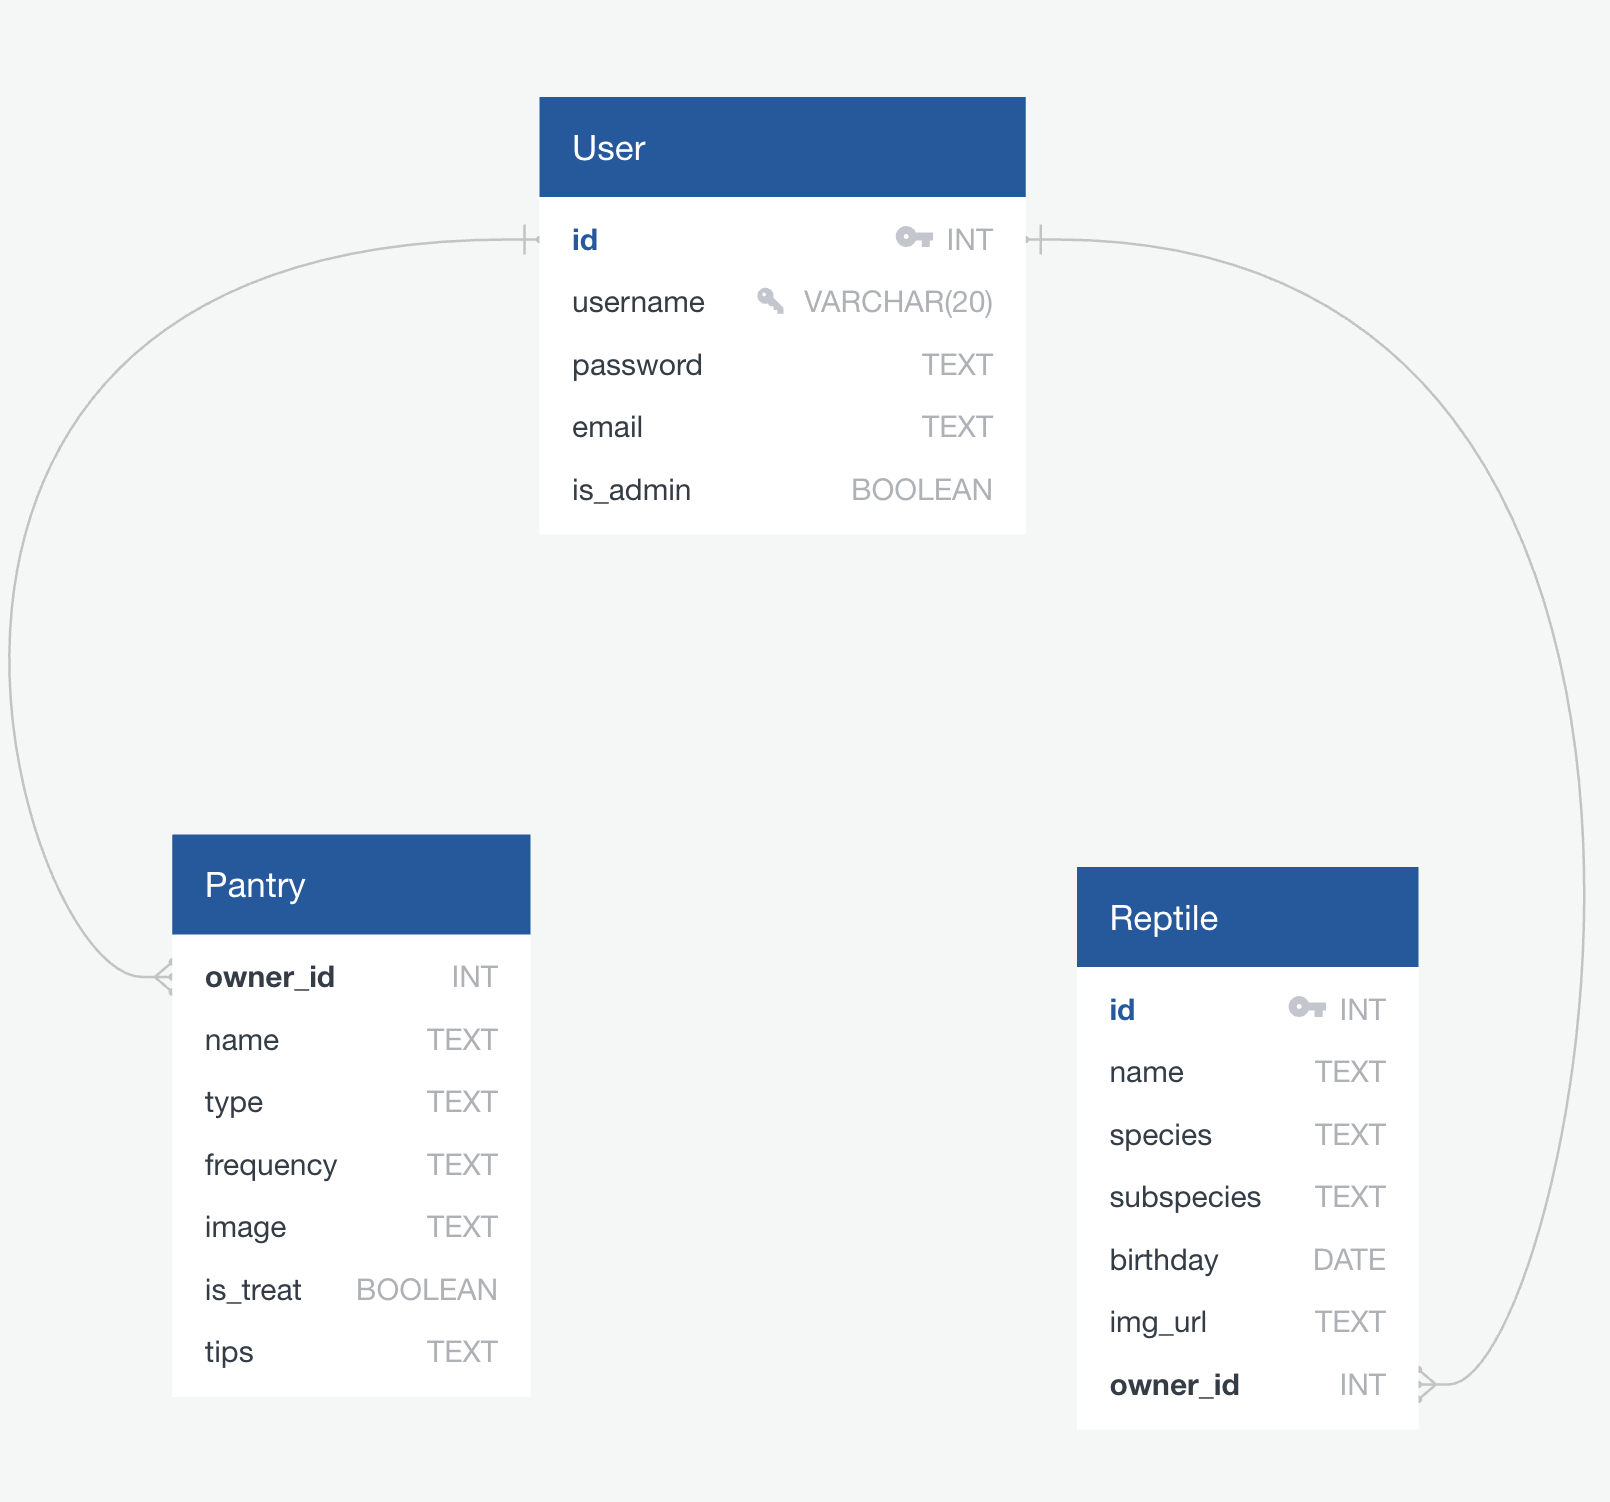 User
id INT
username VARCHAR(20)
password TEXT
email TEXT
is_admin BOOLEAN
Pantry
owner_id INT
name TEXT
type TEXT
frequency TEXT
image TEXT
is_treat BOOLEAN
tips TEXT
Reptile
id INT
name TEXT
species TEXT
subspecies TEXT
birthday DATE
img_url TEXT
owner_id INT